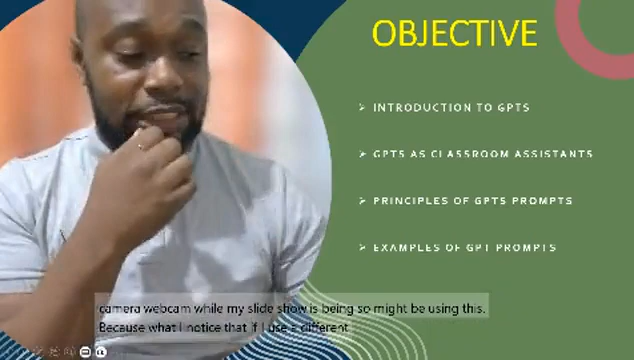 OBJECTIVE
INTRODUCTION TO GPTS
GPTS AS CLASSROOM ASSISTANTS
PRINCIPLES OF GPTS PROMPTS
EXAMPLES OF GPT PROMPTS
camera webcam while my slide show is being so might be using this.
Because what I notice that if I use a different